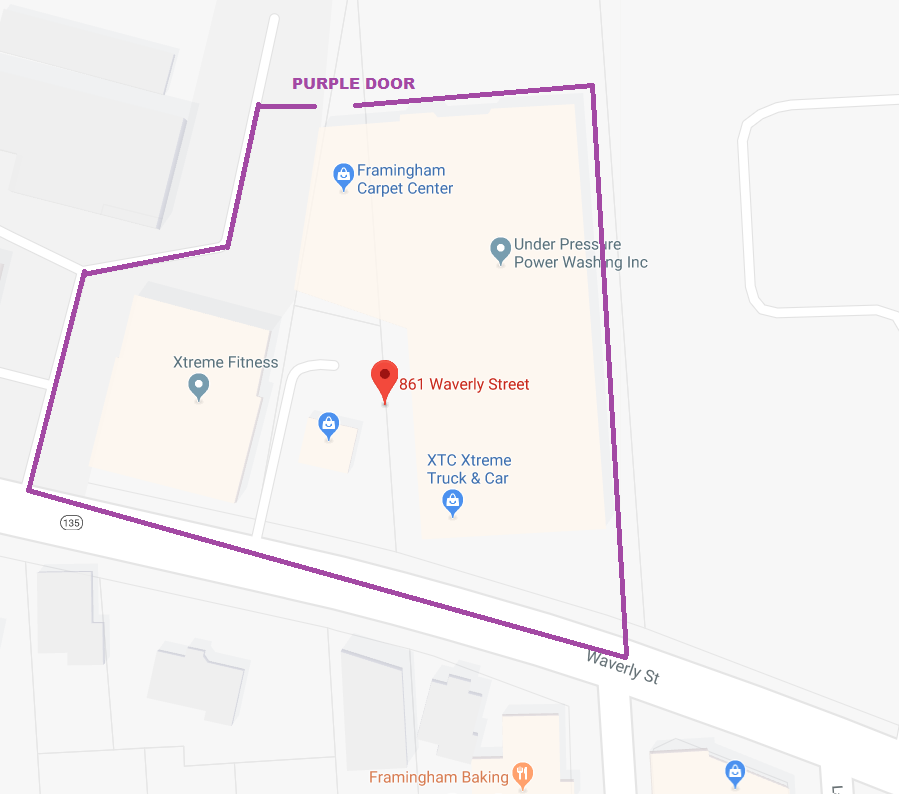 PURPLE DOOR
Framingham
Carpet Center
Under Pressure
Power Washing Inc
Xtreme Fitness
861 Waverly Street
XTC Xtreme
Truck & Car
135
Waverly St
Framingham Baking